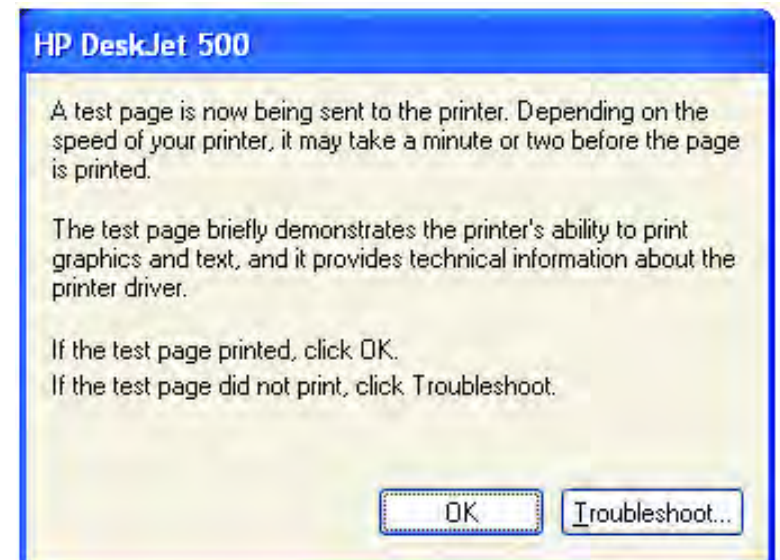 HP DeskJet 500
A test page is now being sent to the printer. Depending on the
speed of your printer, it may take a minute or two before the page
is printed.
The test page briefly demonstrates the printer's ability to print
graphics and text, and it provides technical information about the
printer driver.
If the test page printed, click OK.
If the test page did not print, click Troubleshoot.
OK
Troubleshoot...